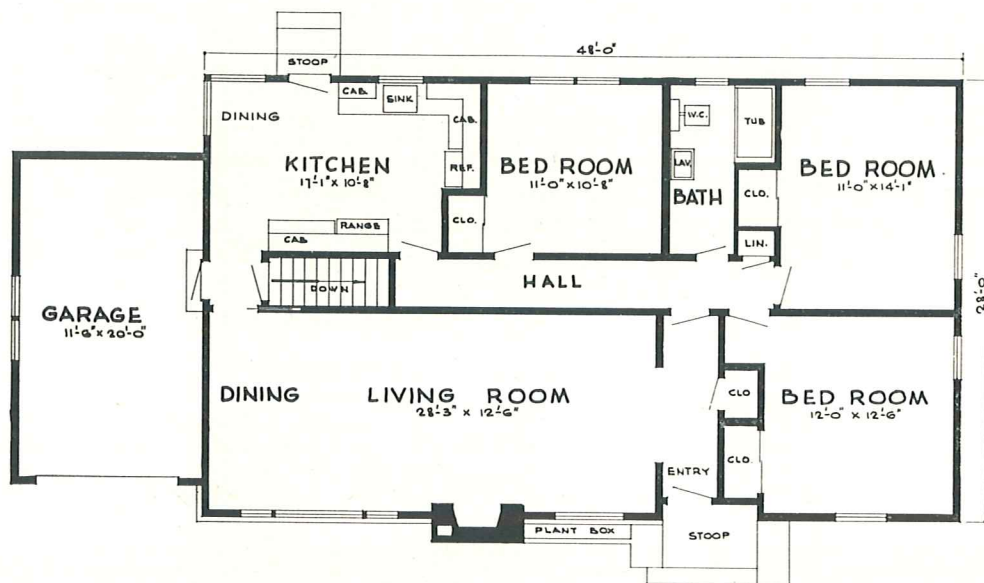 48'-0"
STOOP
CAB.
SINK
CAB.
REF.
DINING
KITCHEN
17'-1" x 10'-8"
CAB
RANGE
BED ROOM
11'-0" x 10'-8"
CLO.
W.C.
TUB
LAV.
BATH
CLO.
LIN.
BED ROOM
11'-0" x 14'-1"
HALL
DOWN
28'-0"
GARAGE
11'-6" x 20'-0"
DINING
LIVING ROOM
28'-3" x 12'-6"
CLO
CLO.
BED ROOM
12'-0" x 12'-6"
ENTRY
PLANT BOX
STOOP